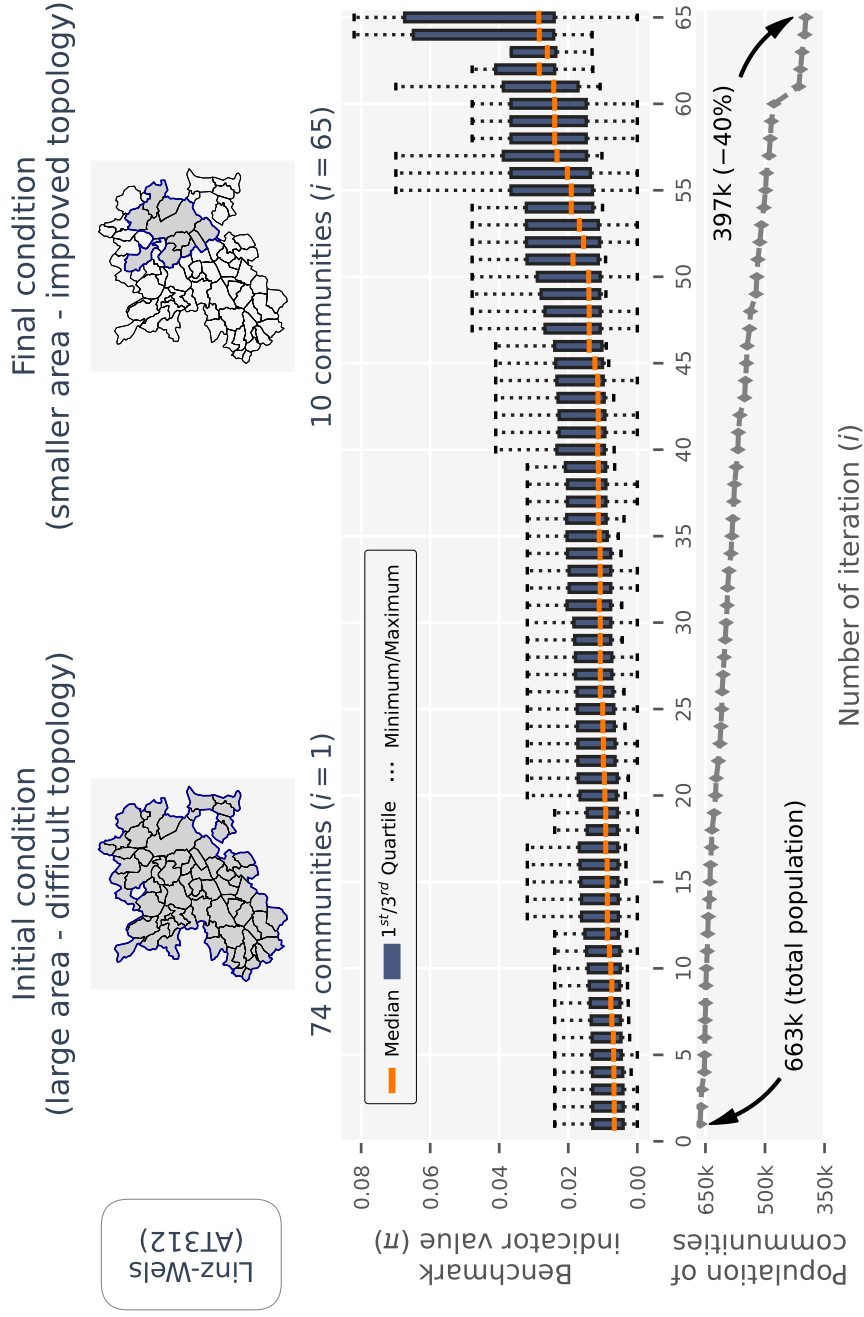 Linz-Wels
(AT312)
Initial condition
(large area - difficult topology)
Final condition
(smaller area - improved topology)
74 communities (i = 1)
10 communities (i = 65)
Median
1st/3rd Quartile
Minimum/Maximum
Benchmark
indicator value (π)
0.08
0.06
0.04
0.02
0.00
0 5 10 15 20 25 30 35 40 45 50 55 60 65
Population of
communities
650k
500k
350k
663k (total population)
397k (−40%)
Number of iteration (i)